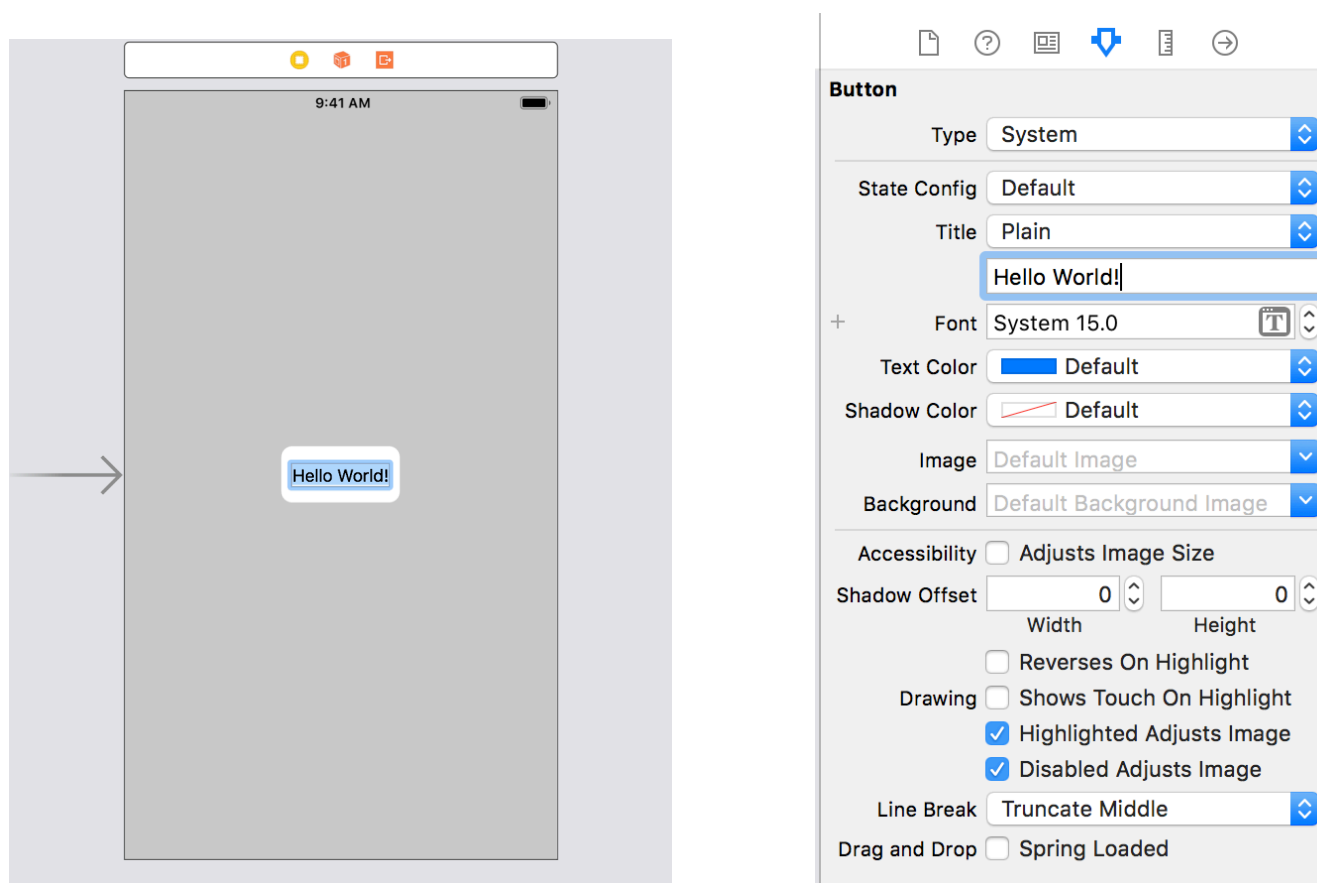 9:41 AM
Hello World!
Button
Type System
State Config Default
Title Plain
Hello World!
Font System 15.0
Text Color Default
Shadow Color Default
Image Default Image
Background Default Background Image
Accessibility Adjusts Image Size
Shadow Offset 0 0
Width Height
Reverses On Highlight
Drawing Shows Touch On Highlight
Highlighted Adjusts Image
Disabled Adjusts Image
Line Break Truncate Middle
Drag and Drop Spring Loaded